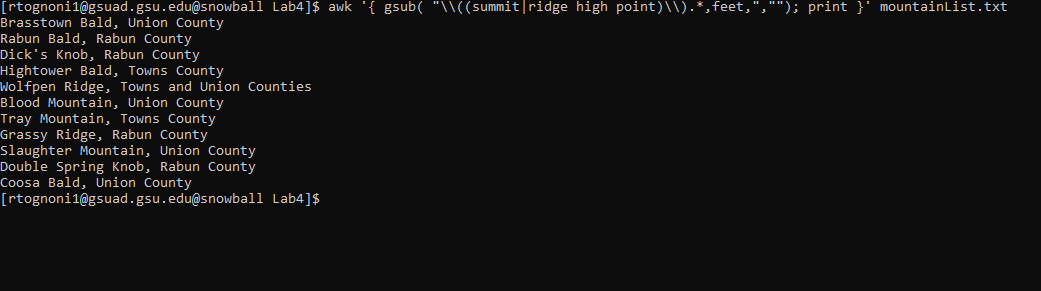 [rtognoni1@gsuad.gsu.edu@snowball Lab4]$ awk '{ gsub( "\\((summit|ridge high point)\\).*,feet,",""); print }' mountainList.txt
Brasstown Bald, Union County
Rabun Bald, Rabun County
Dick's Knob, Rabun County
Hightower Bald, Towns County
Wolfpen Ridge, Towns and Union Counties
Blood Mountain, Union County
Tray Mountain, Towns County
Grassy Ridge, Rabun County
Slaughter Mountain, Union County
Double Spring Knob, Rabun County
Coosa Bald, Union County
[rtognoni1@gsuad.gsu.edu@snowball Lab4]$